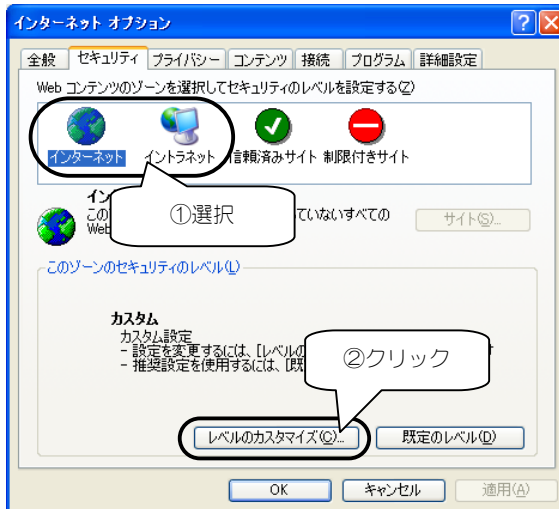 インターネット オプション
全般 セキュリティ プライバシー コンテンツ 接続 プログラム 詳細設定
Web コンテンツのゾーンを選択してセキュリティのレベルを設定する(Z)
インターネット イントラネット 信頼済みサイト 制限付きサイト
イン
この ていないすべての
Web
①選択
サイト(S)...
このゾーンのセキュリティのレベル(L)
カスタム
カスタム設定
- 設定を変更するには、[レベルの
- 推奨設定を使用するには、[既
②クリック
レベルのカスタマイズ(C)... 既定のレベル(D)
OK キャンセル 適用(A)